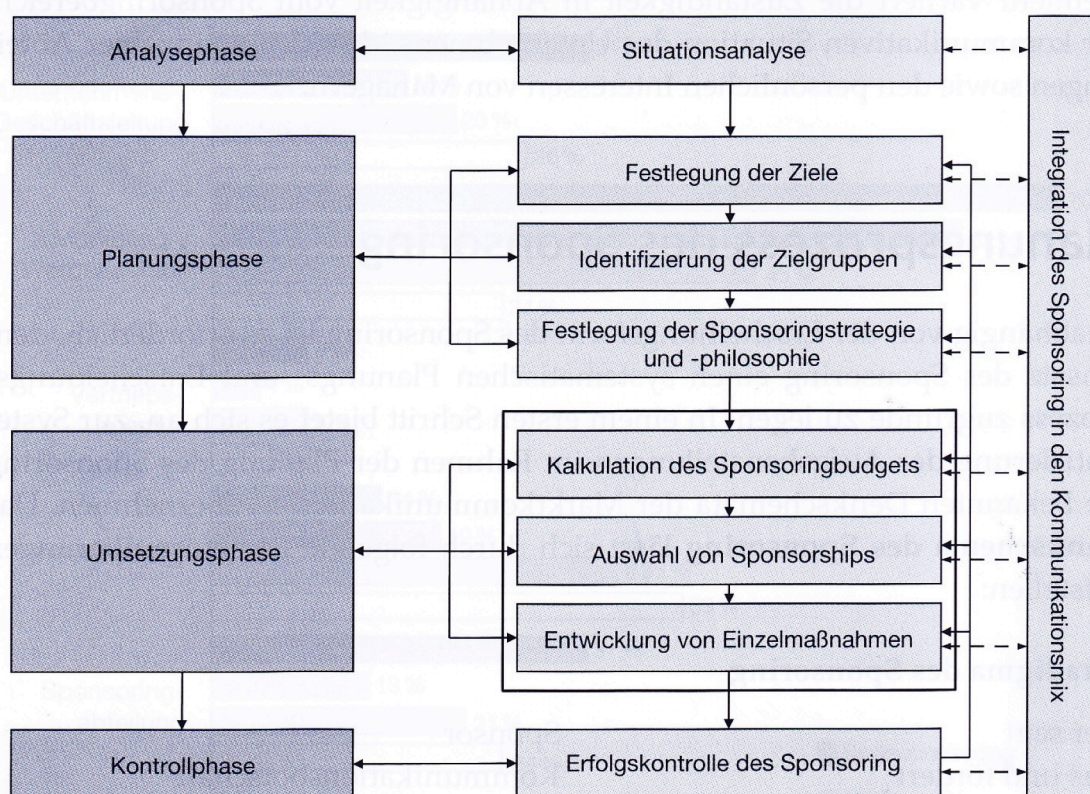 Analysephase
Situationsanalyse
Planungsphase
Festlegung der Ziele
Identifizierung der Zielgruppen
Festlegung der Sponsoringstrategie
und -philosophie
Umsetzungsphase
Kalkulation des Sponsoringbudgets
Auswahl von Sponsorships
Entwicklung von Einzelmaßnahmen
Kontrollphase
Erfolgskontrolle des Sponsoring
Integration des Sponsoring in den Kommunikationsmix